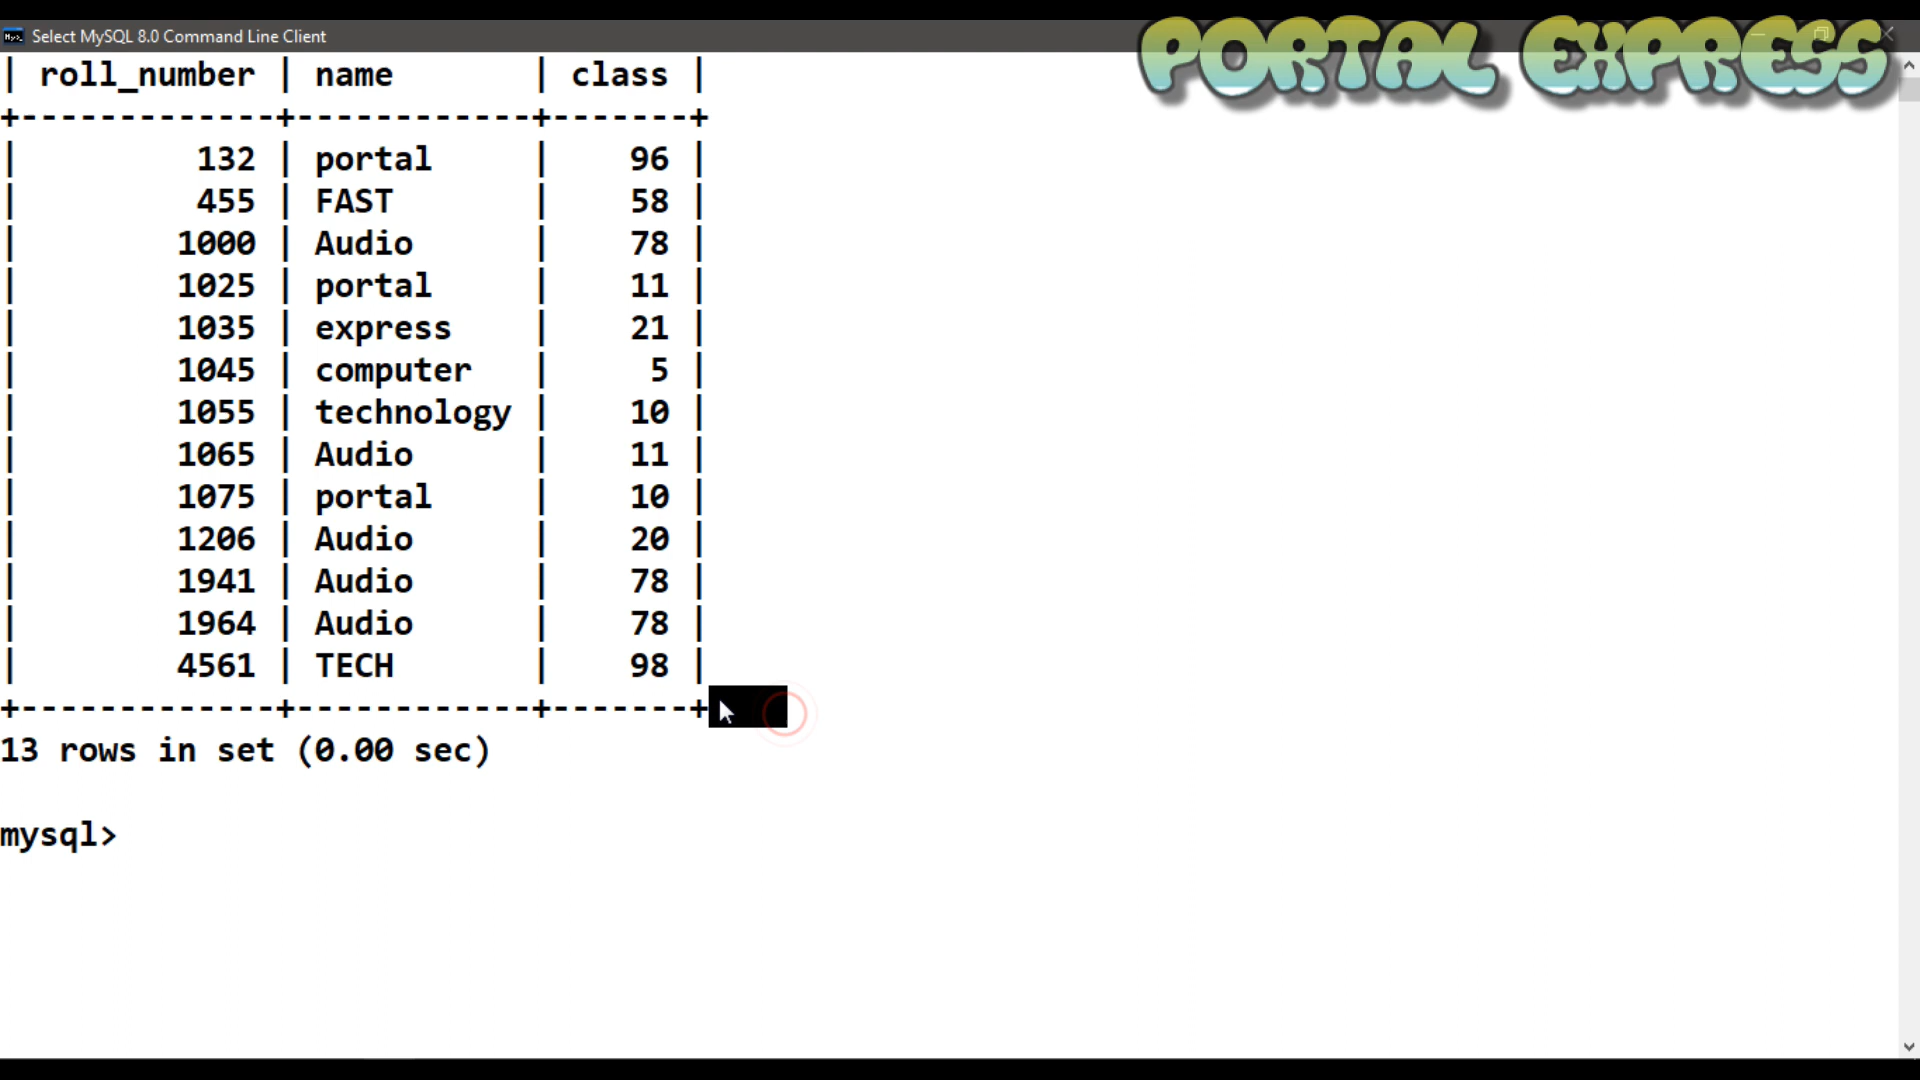 Select MySQL 8.0 Command Line Client
PORTAL EXPRESS
| roll_number | name       | class |
+-------------+------------+-------+
|         132 | portal     |    96 |
|         455 | FAST       |    58 |
|        1000 | Audio      |    78 |
|        1025 | portal     |    11 |
|        1035 | express    |    21 |
|        1045 | computer   |     5 |
|        1055 | technology |    10 |
|        1065 | Audio      |    11 |
|        1075 | portal     |    10 |
|        1206 | Audio      |    20 |
|        1941 | Audio      |    78 |
|        1964 | Audio      |    78 |
|        4561 | TECH       |    98 |
+-------------+------------+-------+
13 rows in set (0.00 sec)
mysql>